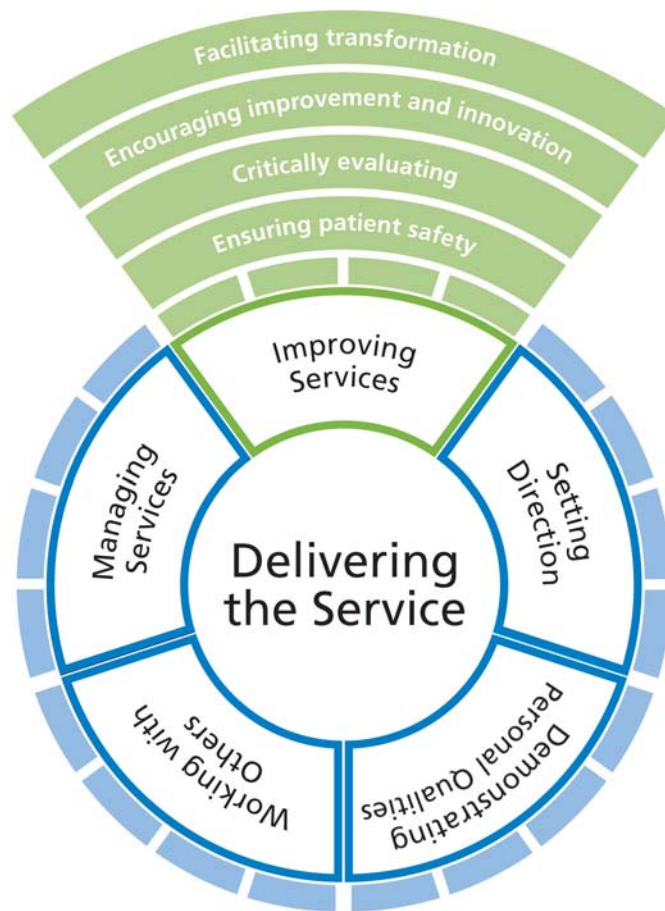 Facilitating transformation
Encouraging improvement and innovation
Critically evaluating
Ensuring patient safety
Improving
Services
Setting
Direction
Demonstrating
Personal Qualities
Working with
Others
Managing
Services
Delivering
the Service